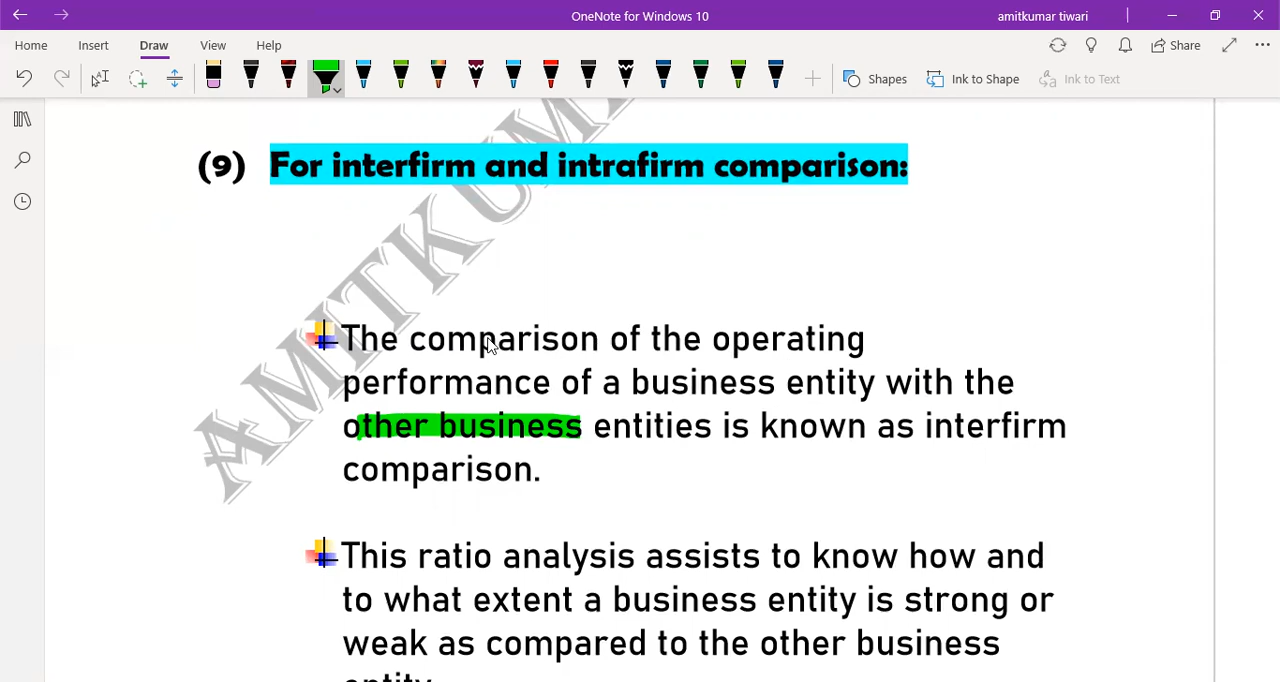 OneNote for Windows 10
amitkumar tiwari
Home Insert Draw View Help
Share
Shapes
Ink to Shape
Ink to Text
(9) For interfirm and intrafirm comparison:
AMITKUMA
The comparison of the operating
performance of a business entity with the
other business entities is known as interfirm
comparison.
This ratio analysis assists to know how and
to what extent a business entity is strong or
weak as compared to the other business
entity.